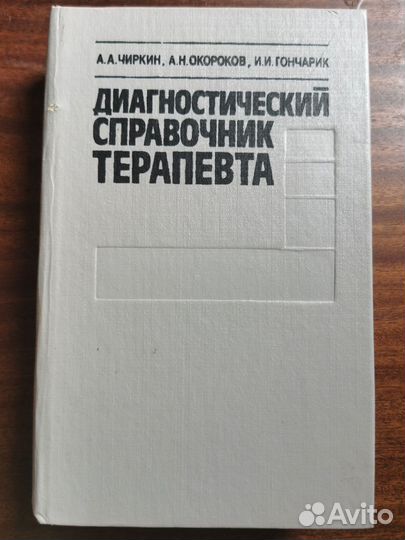 А.А.ЧИРКИН, А.Н.ОКОРОКОВ, И.И.ГОНЧАРИК
ДИАГНОСТИЧЕСКИЙ
СПРАВОЧНИК
ТЕРАПЕВТА
Avito